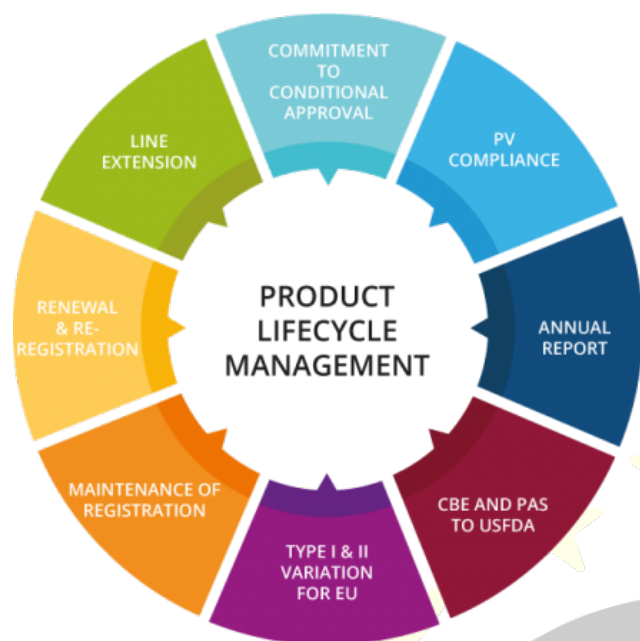 COMMITMENT
TO
CONDITIONAL
APPROVAL
PV
COMPLIANCE
ANNUAL
REPORT
CBE AND PAS
TO USFDA
TYPE I & II
VARIATION
FOR EU
MAINTENANCE OF
REGISTRATION
RENEWAL
& RE-
REGISTRATION
LINE
EXTENSION
PRODUCT
LIFECYCLE
MANAGEMENT